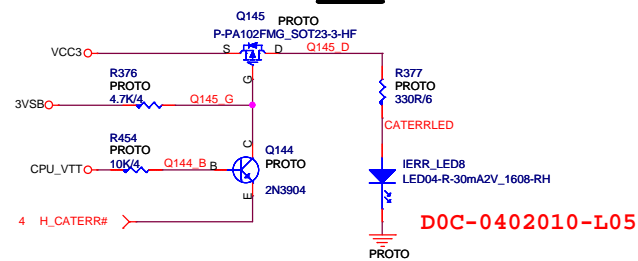 Q145
PROTO
P-PA102FMG_SOT23-3-HF
VCC3
S
D
Q145_D
G
R376
PROTO
4.7K/4
3VSB
Q145_G
R377
PROTO
330R/6
CATERRLED
R454
PROTO
10K/4
CPU_VTT
Q144_B
B
C
E
Q144
PROTO
2N3904
IERR_LED8
LED04-R-30mA2V_1608-RH
4 H_CATERR#
D0C-0402010-L05
PROTO